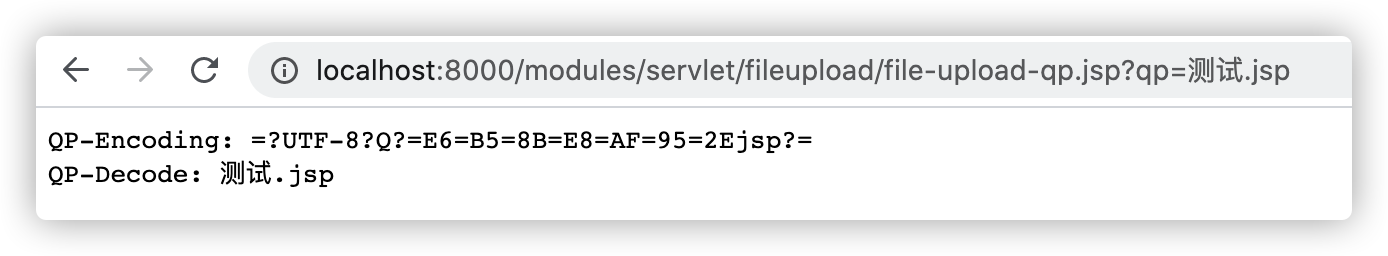 localhost:8000/modules/servlet/fileupload/file-upload-qp.jsp?qp=测试.jsp
QP-Encoding: =?UTF-8?Q?=E6=B5=8B=E8=AF=95=2Ejsp?=
QP-Decode: 测试.jsp